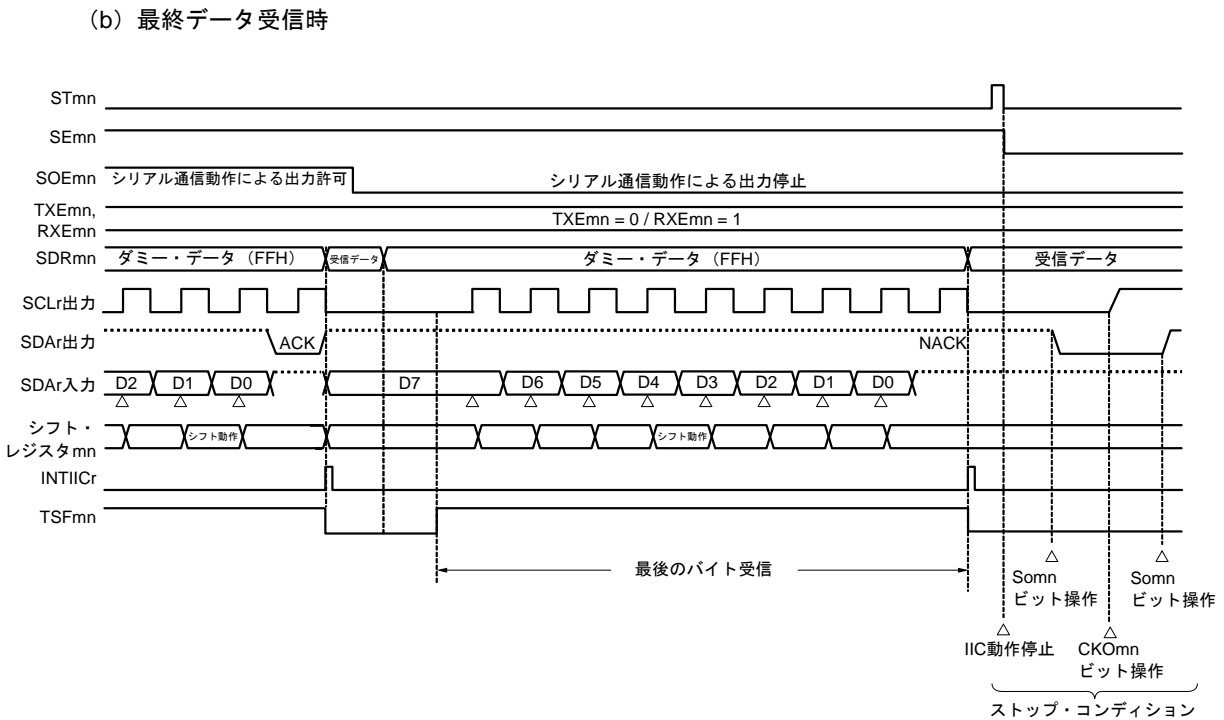 （b）最終データ受信時
STmn
SEmn
SOEmn シリアル通信動作による出力許可 シリアル通信動作による出力停止
TXEmn,
RXEmn
TXEmn = 0 / RXEmn = 1
SDRmn ダミー・データ（FFH） 受信データ ダミー・データ（FFH） 受信データ
SCLr出力
SDAr出力 ACK NACK
SDAr入力 D2 D1 D0 D7 D6 D5 D4 D3 D2 D1 D0
シフト・
レジスタmn
シフト動作 シフト動作
INTIICr
TSFmn
最後のバイト受信
Somn
ビット操作
Somn
ビット操作
IIC動作停止
CKOmn
ビット操作
ストップ・コンディション